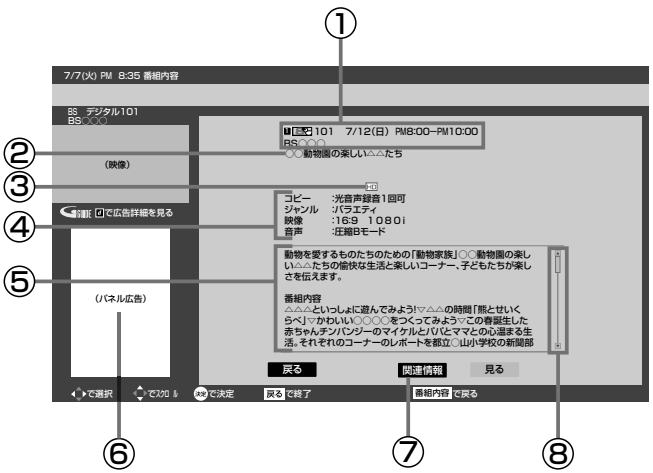 ①
7/7(火) PM 8:35 番組内容
BS デジタル101
BS○○○
101 7/12(日) PM8:00−PM10:00
BS○○○
② ○○動物園の楽しい△△たち
(映像)
③ HD
GガイドGUIDE dで広告詳細を見る
④ コピー :光音声録音1回可
ジャンル :バラエティ
映像 :16:9 1080i
音声 :圧縮Bモード
⑤ 動物を愛するものたちのための「動物家族」○○動物園の楽し
い△△たちの愉快な生活と楽しいコーナー、子どもたちが楽し
さを伝えます。
番組内容
△△△といっしょに遊んでみよう!▽△△の時間「熊とせいく
らべ」▽かわいい○○○○をつくってみよう▽この春誕生した
赤ちゃんチンパンジーのマイケルとパパとママとの心温まる生
活。それぞれのコーナーのレポートを都立○山小学校の新聞部
(パネル広告)
戻る 関連情報 見る
で選択 でスクロール 決定で決定 戻るで終了 番組内容で戻る
⑥ ⑦ ⑧